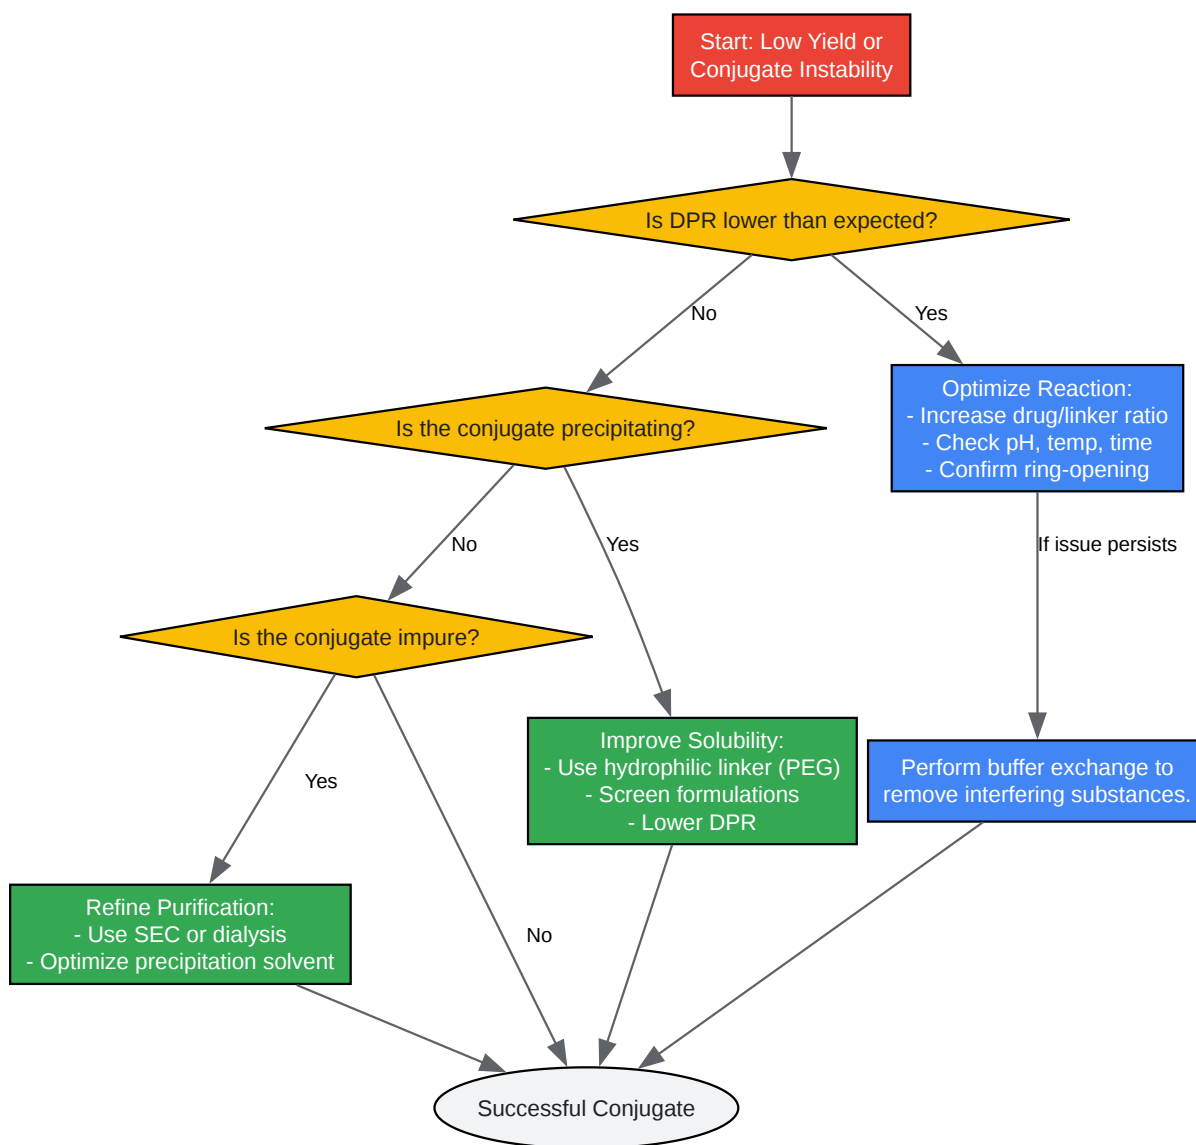 Start: Low Yield or
Conjugate Instability
Is DPR lower than expected?
No
Yes
Is the conjugate precipitating?
Optimize Reaction:
- Increase drug/linker ratio
- Check pH, temp, time
- Confirm ring-opening
No
Yes
If issue persists
Is the conjugate impure?
Improve Solubility:
- Use hydrophilic linker (PEG)
- Screen formulations
- Lower DPR
Perform buffer exchange to
remove interfering substances.
Yes
No
Refine Purification:
- Use SEC or dialysis
- Optimize precipitation solvent
Successful Conjugate